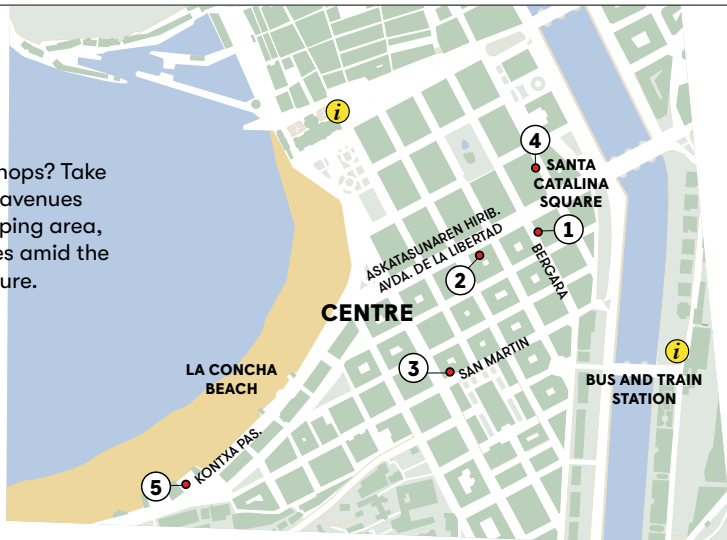 hops? Take
avenues
ping area,
es amid the
ure.
i
4
SANTA
CATALINA
SQUARE
1
BERGARA
ASKATASUNAREN HIRIB.
AVDA. DE LA LIBERTAD
2
CENTRE
3
SAN MARTIN
i
BUS AND TRAIN
STATION
LA CONCHA
BEACH
KONTXA PAS.
5